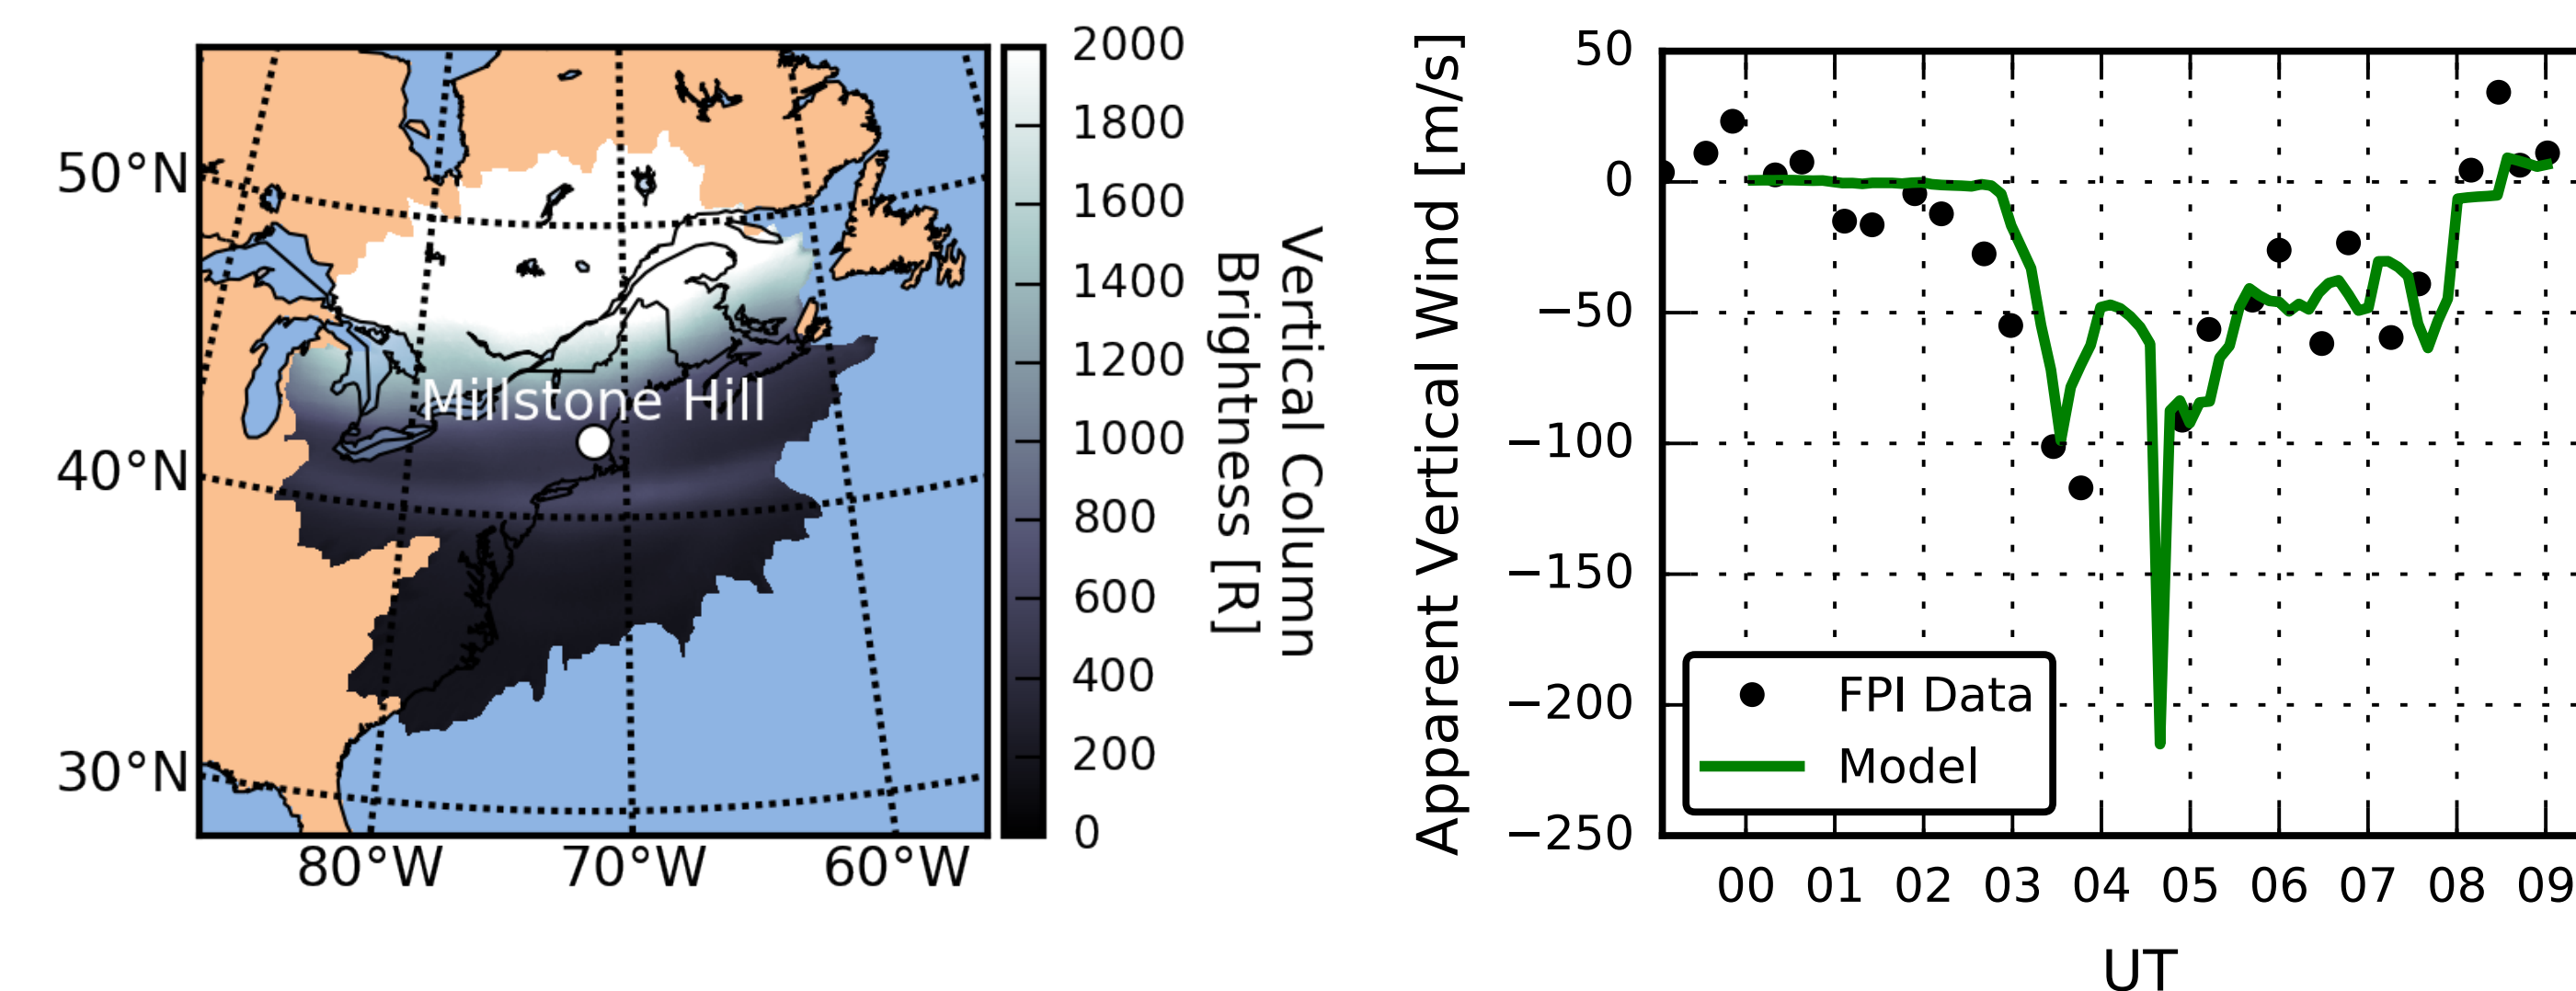 50°N
40°N
30°N
80°W
70°W
60°W
Millstone Hill
2000
1800
1600
1400
1200
1000
800
600
400
200
0
Vertical Column
Brightness [R]
Apparent Vertical Wind [m/s]
50
0
−50
−100
−150
−200
−250
FPI Data
Model
00 01 02 03 04 05 06 07 08 09
UT